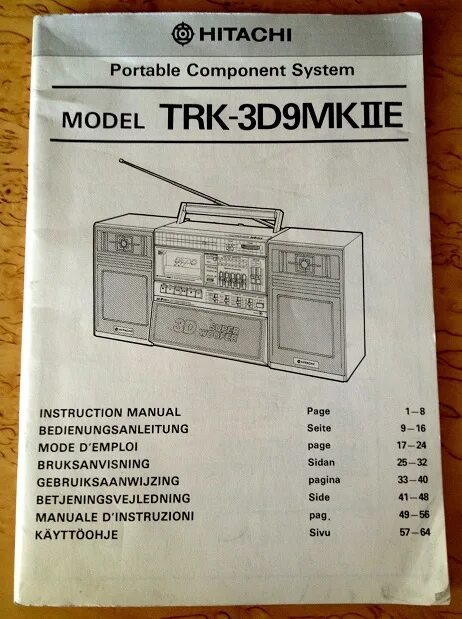 HITACHI
Portable Component System
MODEL TRK-3D9MKIIE
3D SUPER WOOFER
HITACHI
HITACHI
INSTRUCTION MANUAL Page 1–8
BEDIENUNGSANLEITUNG Seite 9–16
MODE D'EMPLOI page 17–24
BRUKSANVISNING Sidan 25–32
GEBRUIKSAANWIJZING pagina 33–40
BETJENINGSVEJLEDNING Side 41–48
MANUALE D'INSTRUZIONI pag. 49–56
KÄYTTÖOHJE Sivu 57–64